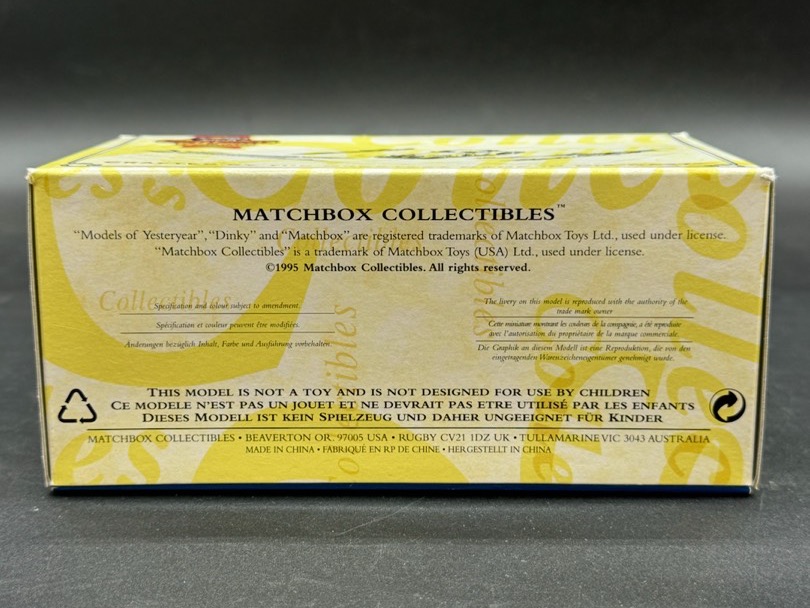 MATCHBOX COLLECTIBLES™
"Models of Yesteryear", "Dinky" and "Matchbox" are registered trademarks of Matchbox Toys Ltd., used under license.
"Matchbox Collectibles" is a trademark of Matchbox Toys (USA) Ltd., used under license.
©1995 Matchbox Collectibles. All rights reserved.
Collectibles
Specification and colour subject to amendment.
Spécification et couleur peuvent être modifiées.
Änderungen bezüglich Inhalt, Farbe und Ausführung vorbehalten.
The livery on this model is reproduced with the authority of the
trade mark owner
Cette miniature montrant les couleurs de la compagnie, a été reproduite
avec l'autorisation du propriétaire de la marque commerciale.
Die Graphik an diesem Modell ist eine Reproduktion, die von den
eingetragenden Warenzeicheneigentümer genehmigt wurde.
THIS MODEL IS NOT A TOY AND IS NOT DESIGNED FOR USE BY CHILDREN
CE MODELE N'EST PAS UN JOUET ET NE DEVRAIT PAS ETRE UTILISÉ PAR LES ENFANTS
DIESES MODELL IST KEIN SPIELZEUG UND DAHER UNGEEIGNET FÜR KINDER
MATCHBOX COLLECTIBLES • BEAVERTON OR. 97005 USA • RUGBY CV21 1DZ UK • TULLAMARINE VIC 3043 AUSTRALIA
MADE IN CHINA • FABRIQUÉ EN RP DE CHINE • HERGESTELLT IN CHINA